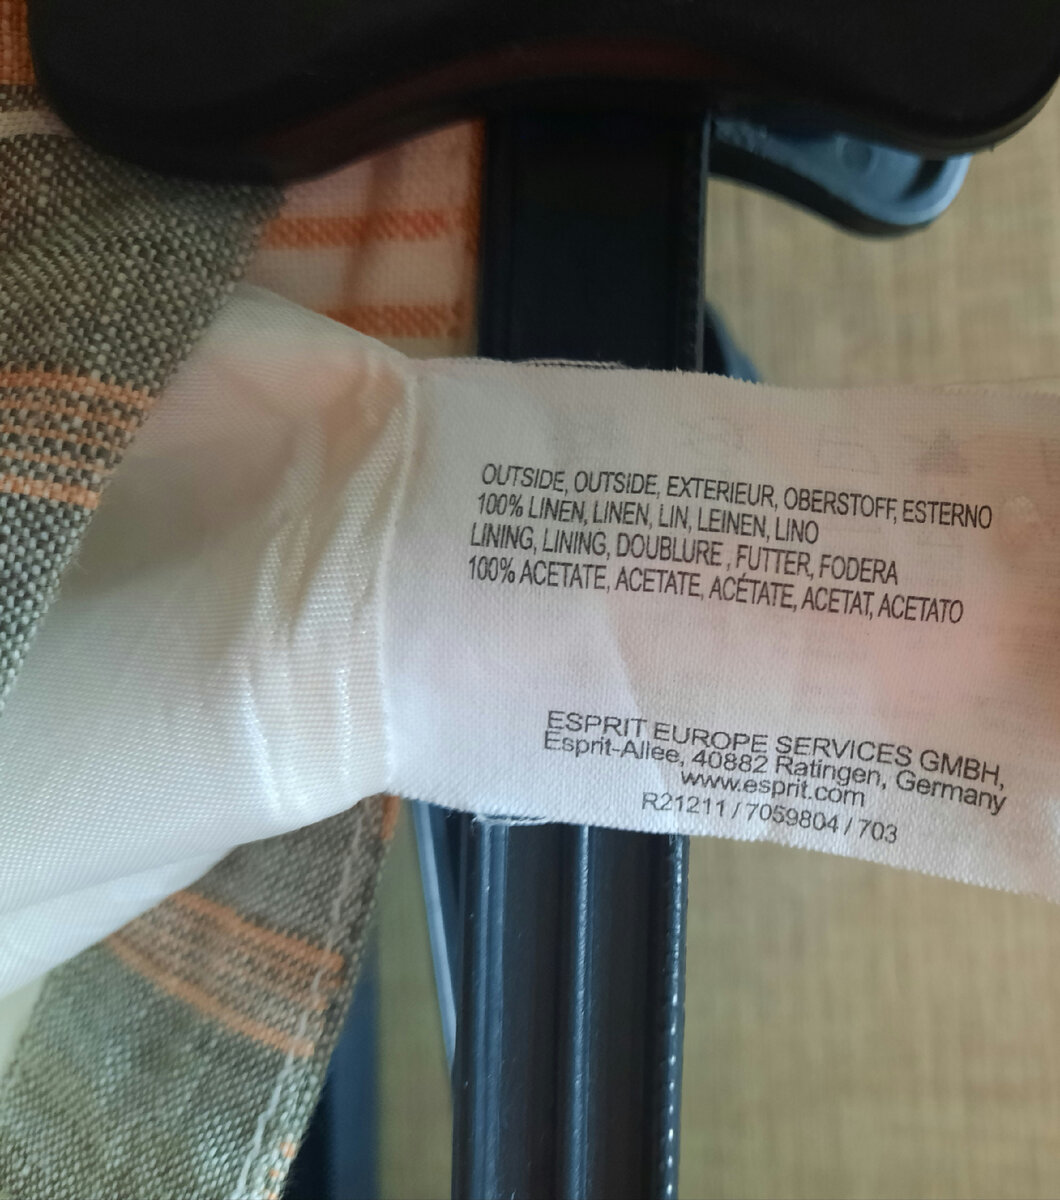 OUTSIDE, OUTSIDE, EXTERIEUR, OBERSTOFF, ESTERNO
100% LINEN, LINEN, LIN, LEINEN, LINO
LINING, LINING, DOUBLURE , FUTTER, FODERA
100% ACETATE, ACETATE, ACÉTATE, ACETAT, ACETATO
ESPRIT EUROPE SERVICES GMBH,
Esprit-Allee, 40882 Ratingen, Germany
www.esprit.com
R21211 / 7059804 / 703